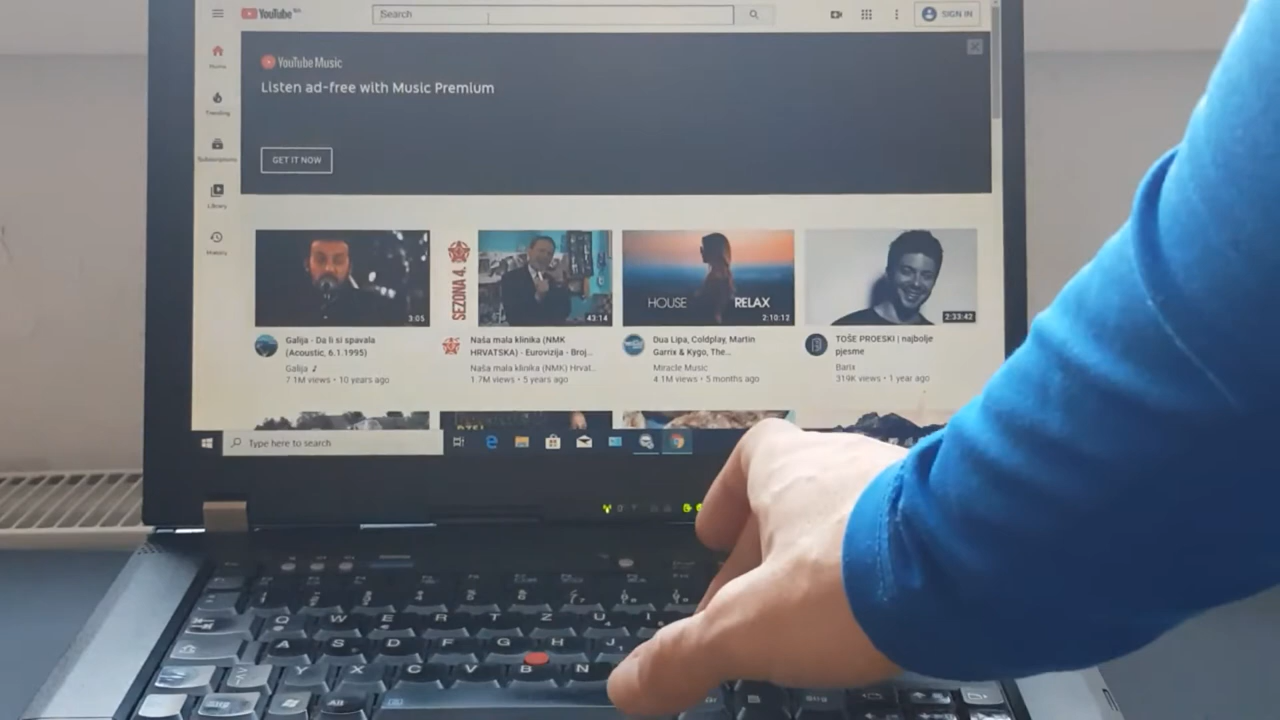 YouTube BA
Search
SIGN IN
Home
Trending
Subscriptions
Library
History
YouTube Music
Listen ad-free with Music Premium
GET IT NOW
3:05
SEZONA 4.
43:14
HOUSE RELAX
2:10:12
2:33:42
Galija - Da li si spavala
(Acoustic, 6.1.1995)
Galija ♪
7.1M views • 10 years ago
Naša mala klinika (NMK
HRVATSKA) - Eurovizija - Broj...
Naša mala klinika (NMK) Hrvat...
1.7M views • 5 years ago
Dua Lipa, Coldplay, Martin
Garrix & Kygo, The...
Miracle Music
4.1M views • 5 months ago
TOŠE PROESKI | najbolje
pjesme
Barix
319K views • 1 year ago
Type here to search
Q W E R T Z U I
A S D F G H J
Y X C V B N